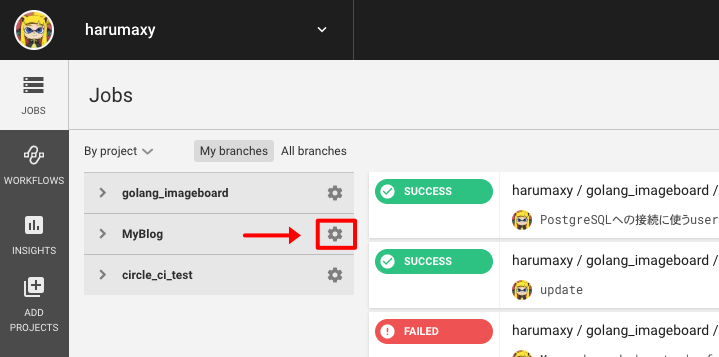 harumaxy
JOBS
Jobs
By project
My branches
All branches
WORKFLOWS
INSIGHTS
ADD
PROJECTS
golang_imageboard
MyBlog
circle_ci_test
SUCCESS
harumaxy / golang_imageboard /
PostgreSQLへの接続に使うuser
SUCCESS
harumaxy / golang_imageboard /
update
FAILED
harumaxy / golang_imageboard /